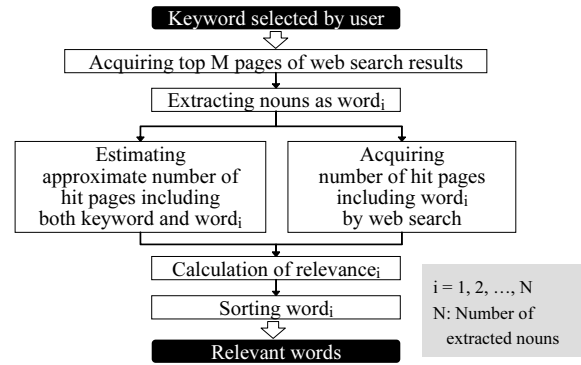 Keyword selected by user
Acquiring top M pages of web search results
Extracting nouns as wordᵢ
Estimating
approximate number of
hit pages including
both keyword and wordᵢ
Acquiring
number of hit pages
including wordᵢ
by web search
Calculation of relevanceᵢ
Sorting wordᵢ
Relevant words
i = 1, 2, …, N
N: Number of
extracted nouns